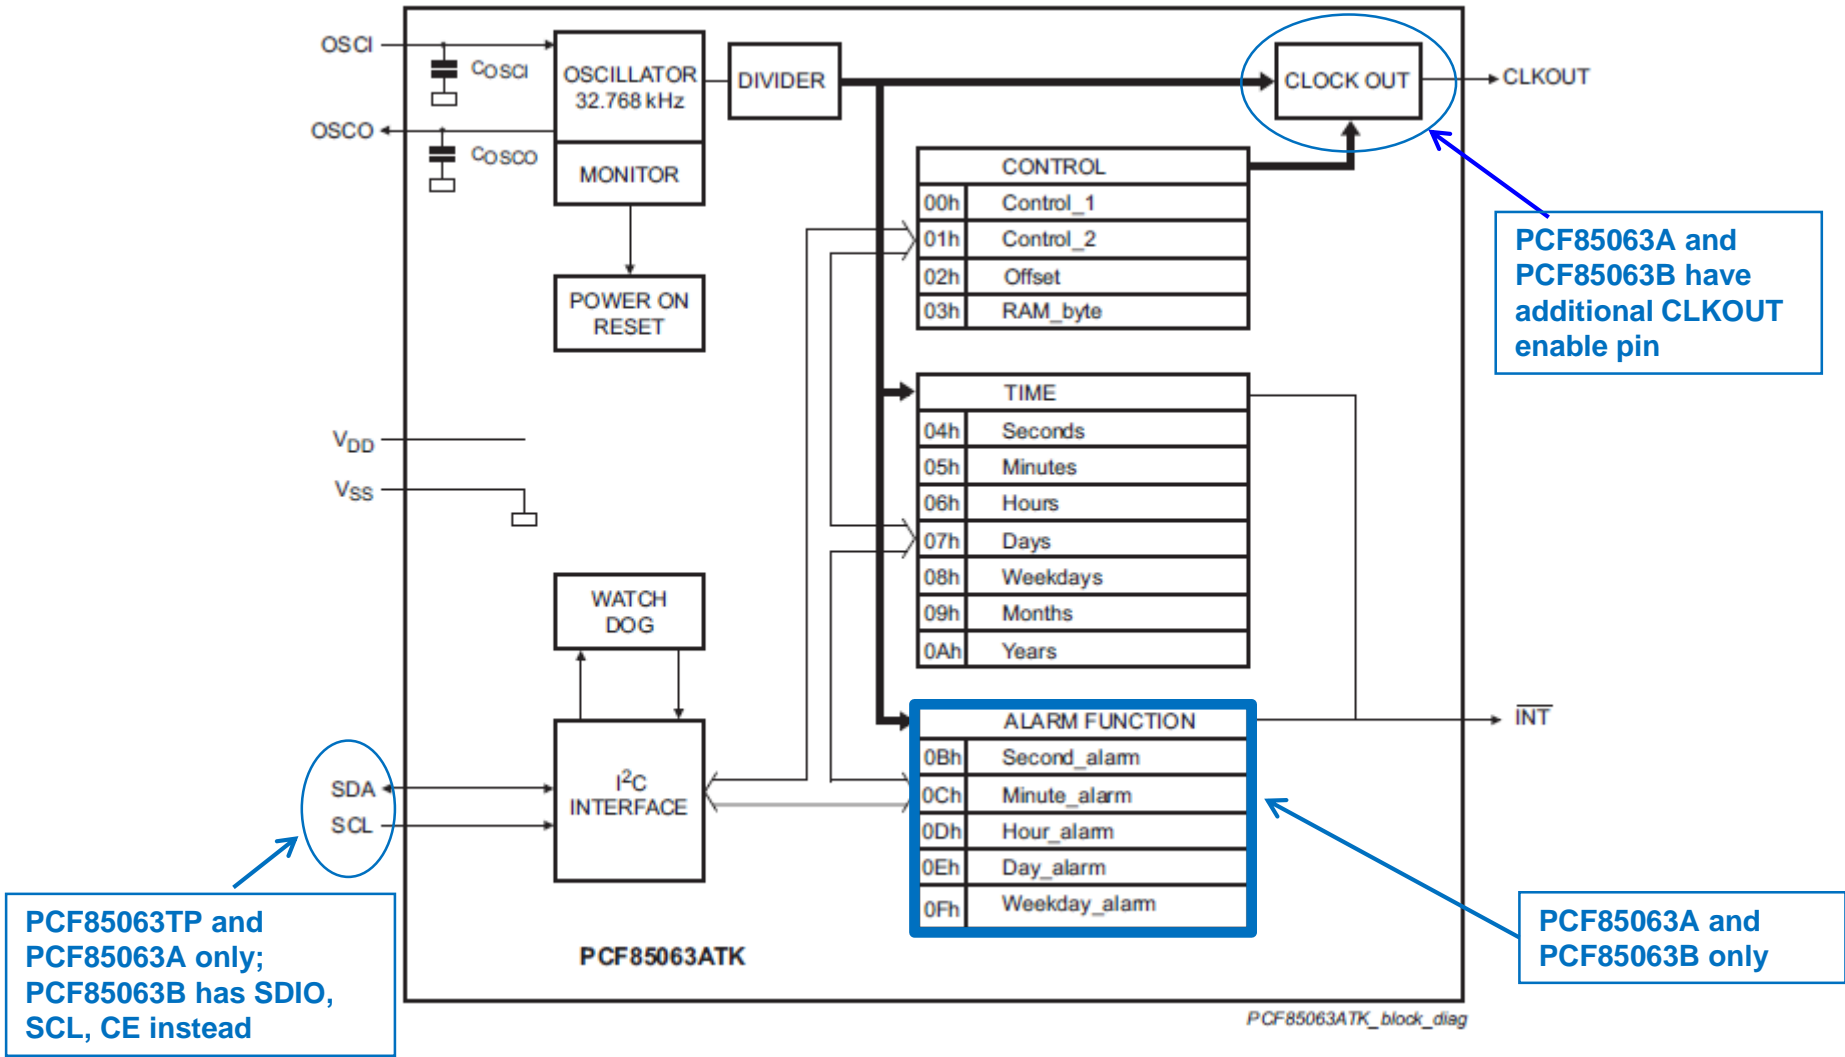 OSCI
COSCI
OSCO
COSCO
OSCILLATOR
32.768 kHz
MONITOR
DIVIDER
CLOCK OUT
CLKOUT
POWER ON
RESET
CONTROL
00h Control_1
01h Control_2
02h Offset
03h RAM_byte
PCF85063A and
PCF85063B have
additional CLKOUT
enable pin
TIME
04h Seconds
05h Minutes
06h Hours
07h Days
08h Weekdays
09h Months
0Ah Years
VDD
VSS
WATCH
DOG
I2C
INTERFACE
SDA
SCL
ALARM FUNCTION
0Bh Second_alarm
0Ch Minute_alarm
0Dh Hour_alarm
0Eh Day_alarm
0Fh Weekday_alarm
INT
PCF85063TP and
PCF85063A only;
PCF85063B has SDIO,
SCL, CE instead
PCF85063ATK
PCF85063A and
PCF85063B only
PCF85063ATK_block_diag